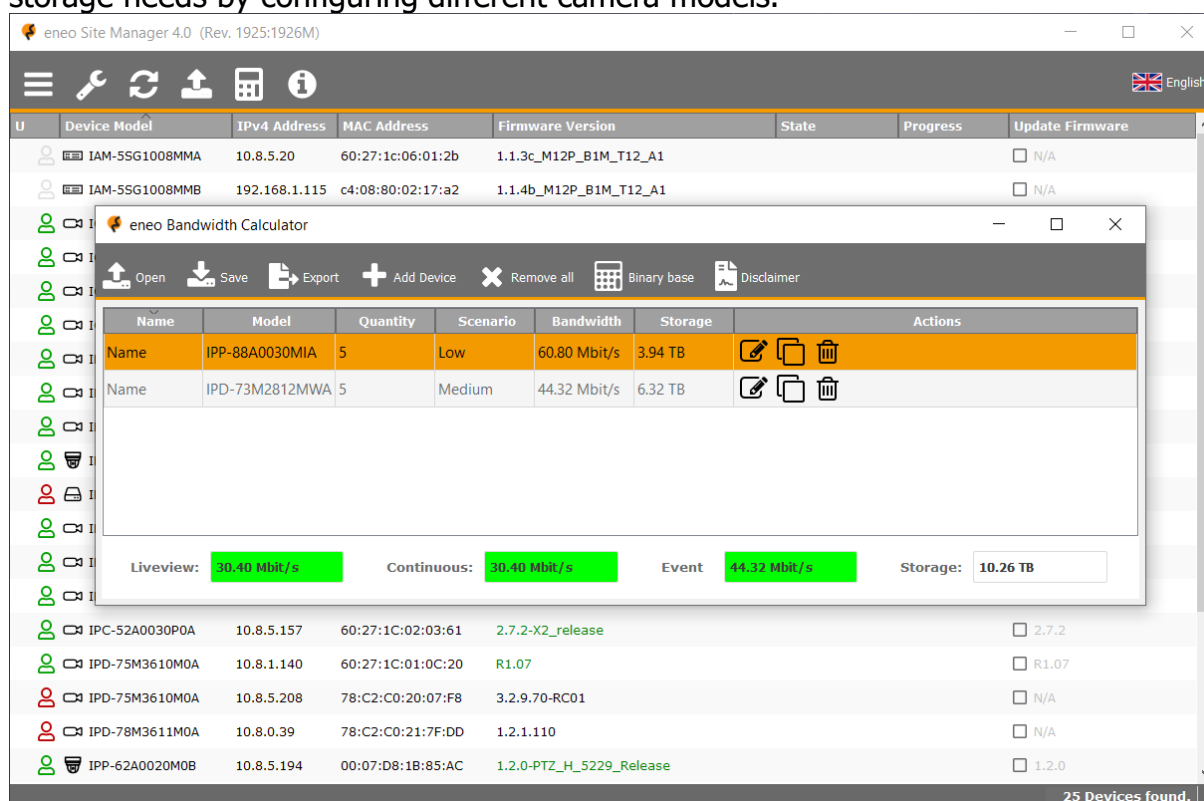 storage needs by configuring different camera models.
eneo Site Manager 4.0 (Rev. 1925:1926M)
English
U Device Model IPv4 Address MAC Address Firmware Version State Progress Update Firmware
IAM-5SG1008MMA 10.8.5.20 60:27:1c:06:01:2b 1.1.3c_M12P_B1M_T12_A1 N/A
IAM-5SG1008MMB 192.168.1.115 c4:08:80:02:17:a2 1.1.4b_M12P_B1M_T12_A1 N/A
eneo Bandwidth Calculator
Open Save Export Add Device Remove all Binary base Disclaimer
Name Model Quantity Scenario Bandwidth Storage Actions
Name IPP-88A0030MIA 5 Low 60.80 Mbit/s 3.94 TB
Name IPD-73M2812MWA 5 Medium 44.32 Mbit/s 6.32 TB
Liveview: 30.40 Mbit/s Continuous: 30.40 Mbit/s Event 44.32 Mbit/s Storage: 10.26 TB
IPC-52A0030P0A 10.8.5.157 60:27:1C:02:03:61 2.7.2-X2_release 2.7.2
IPD-75M3610M0A 10.8.1.140 60:27:1C:01:0C:20 R1.07 R1.07
IPD-75M3610M0A 10.8.5.208 78:C2:C0:20:07:F8 3.2.9.70-RC01 N/A
IPD-78M3611M0A 10.8.0.39 78:C2:C0:21:7F:DD 1.2.1.110 N/A
IPP-62A0020M0B 10.8.5.194 00:07:D8:1B:85:AC 1.2.0-PTZ_H_5229_Release 1.2.0
25 Devices found.